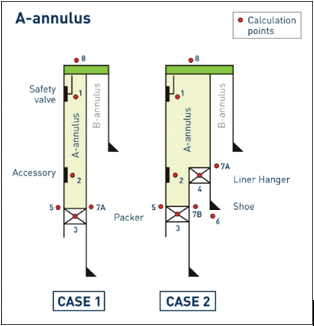 A-annulus
Calculation
points
8
8
Safety
valve
1
1
A-annulus
B-annulus
A-annulus
B-annulus
Accessory
2
2
7A
4
Liner Hanger
5
7A
5
7B
Shoe
3
Packer
3
6
CASE 1
CASE 2